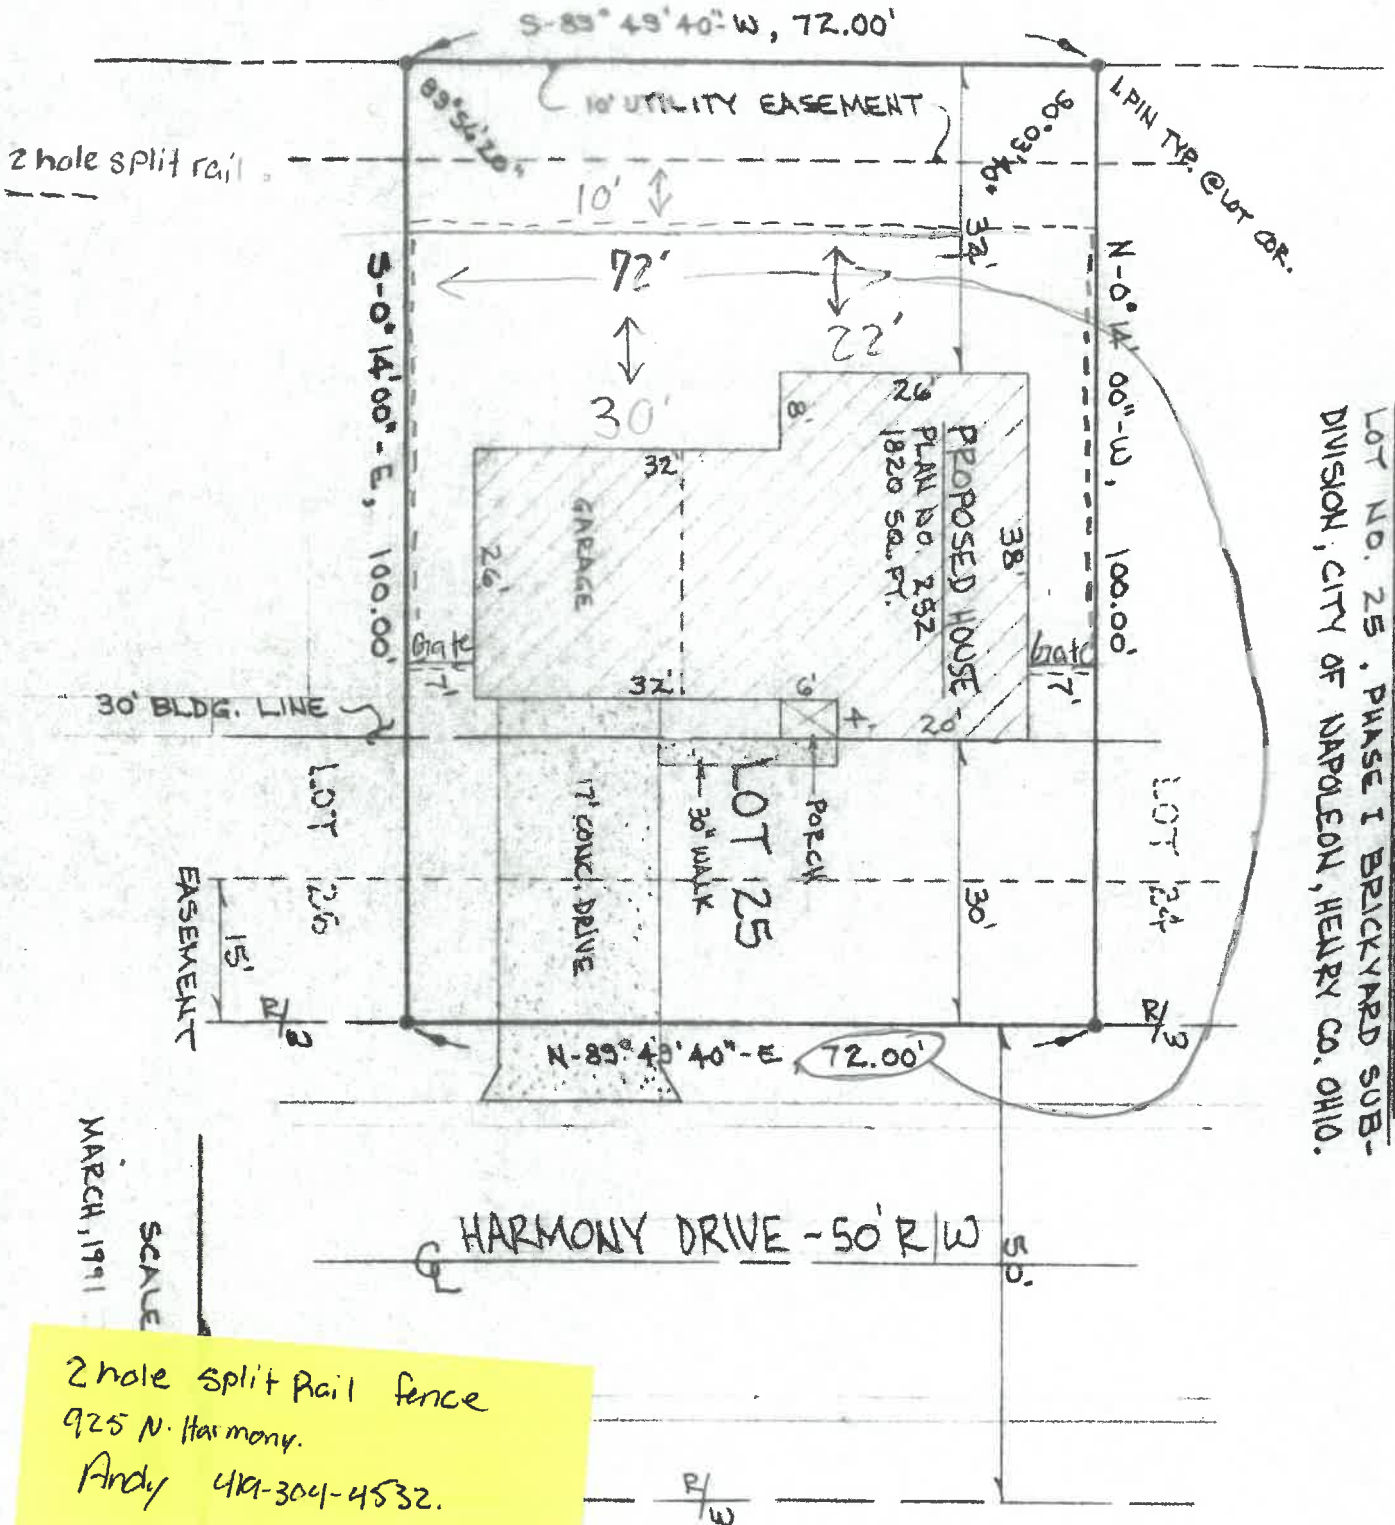 S-89°49'40"-W, 72.00'
10' UTILITY EASEMENT
89°56'20"
90°03'40"
I.PIN TYP. @ LOT COR.
2 hole split rail
10'
32'
72'
22'
30'
S-0°14'00"-E, 100.00'
N-0°14'00"-W, 100.00'
LOT NO. 25. PHASE I BRICKYARD SUB-
DIVISION, CITY OF NAPOLEON, HENRY CO. OHIO.
26'
8'
PROPOSED HOUSE
PLAN NO. 252
1820 SQ. FT.
38'
32'
GARAGE
26'
Gate
7'
Gate
7'
32'
6'
4'
20'
30' BLDG. LINE
LOT 26
17' CONC. DRIVE
30" WALK
LOT 25
PORCH
30'
LOT 24
EASEMENT
15'
R/W
R/W
N-89°49'40"-E 72.00'
MARCH, 1991
SCALE
HARMONY DRIVE - 50' R/W
50'
CL
2 hole split Rail fence
925 N. Harmony.
Andy 419-304-4532.
R/W